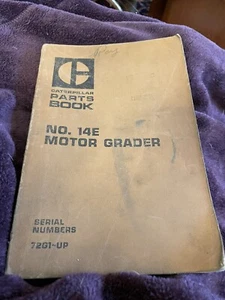 CATERPILLAR
PARTS
BOOK
NO. 14E
MOTOR GRADER
SERIAL
NUMBERS
72G1-UP